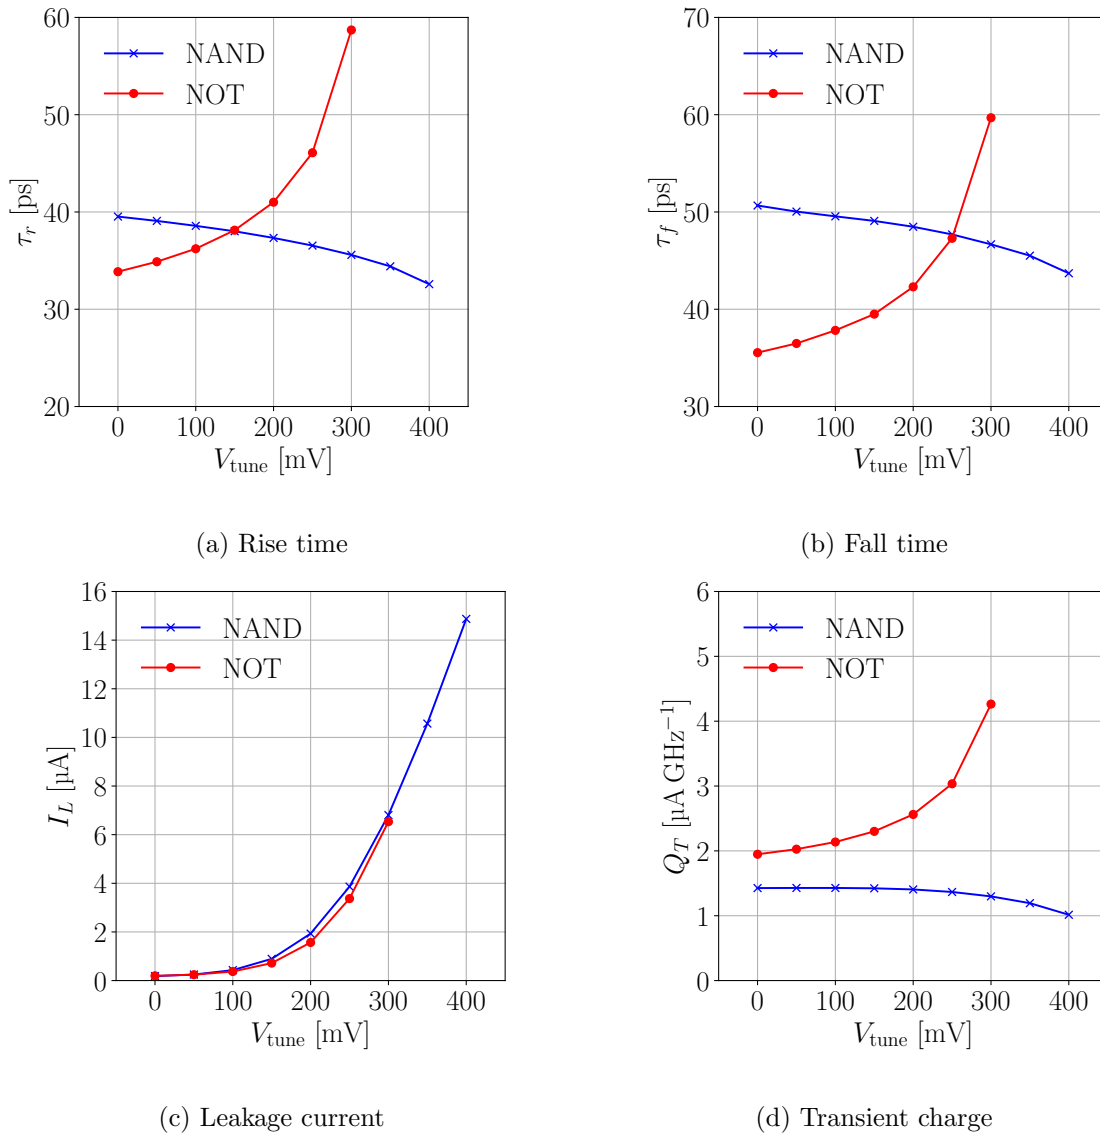 60
50
40
30
20
τr [ps]
NAND
NOT
0 100 200 300 400
Vtune [mV]
(a) Rise time
70
60
50
40
30
τf [ps]
NAND
NOT
0 100 200 300 400
Vtune [mV]
(b) Fall time
16
14
12
10
8
6
4
2
0
IL [µA]
NAND
NOT
0 100 200 300 400
Vtune [mV]
(c) Leakage current
6
5
4
3
2
1
0
QT [µA GHz⁻¹]
NAND
NOT
0 100 200 300 400
Vtune [mV]
(d) Transient charge